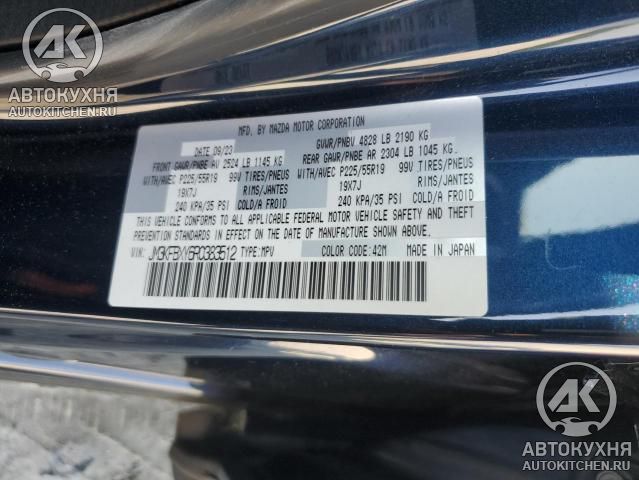 AK
АВТОКУХНЯ
AUTOKITCHEN.RU
MFD. BY MAZDA MOTOR CORPORATION
DATE 09/23 GVWR/PNBV 4828 LB 2190 KG
FRONT GAWR/PNBE AV 2524 LB 1145 KG REAR GAWR/PNBE AR 2304 LB 1045 KG
WITH/AVEC P225/55R19 99V TIRES/PNEUS WITH/AVEC P225/55R19 99V TIRES/PNEUS
19X7J RIMS/JANTES 19X7J RIMS/JANTES
240 KPA/35 PSI COLD/A FROID 240 KPA/35 PSI COLD/A FROID
THIS VEHICLE CONFORMS TO ALL APPLICABLE FEDERAL MOTOR VEHICLE SAFETY AND THEFT
PREVENTION STANDARDS IN EFFECT ON THE DATE OF MANUFACTURE SHOWN ABOVE.
VIN: JM3KFBXY6R0383512 TYPE:MPV COLOR CODE:42M MADE IN JAPAN
AK
АВТОКУХНЯ
AUTOKITCHEN.RU